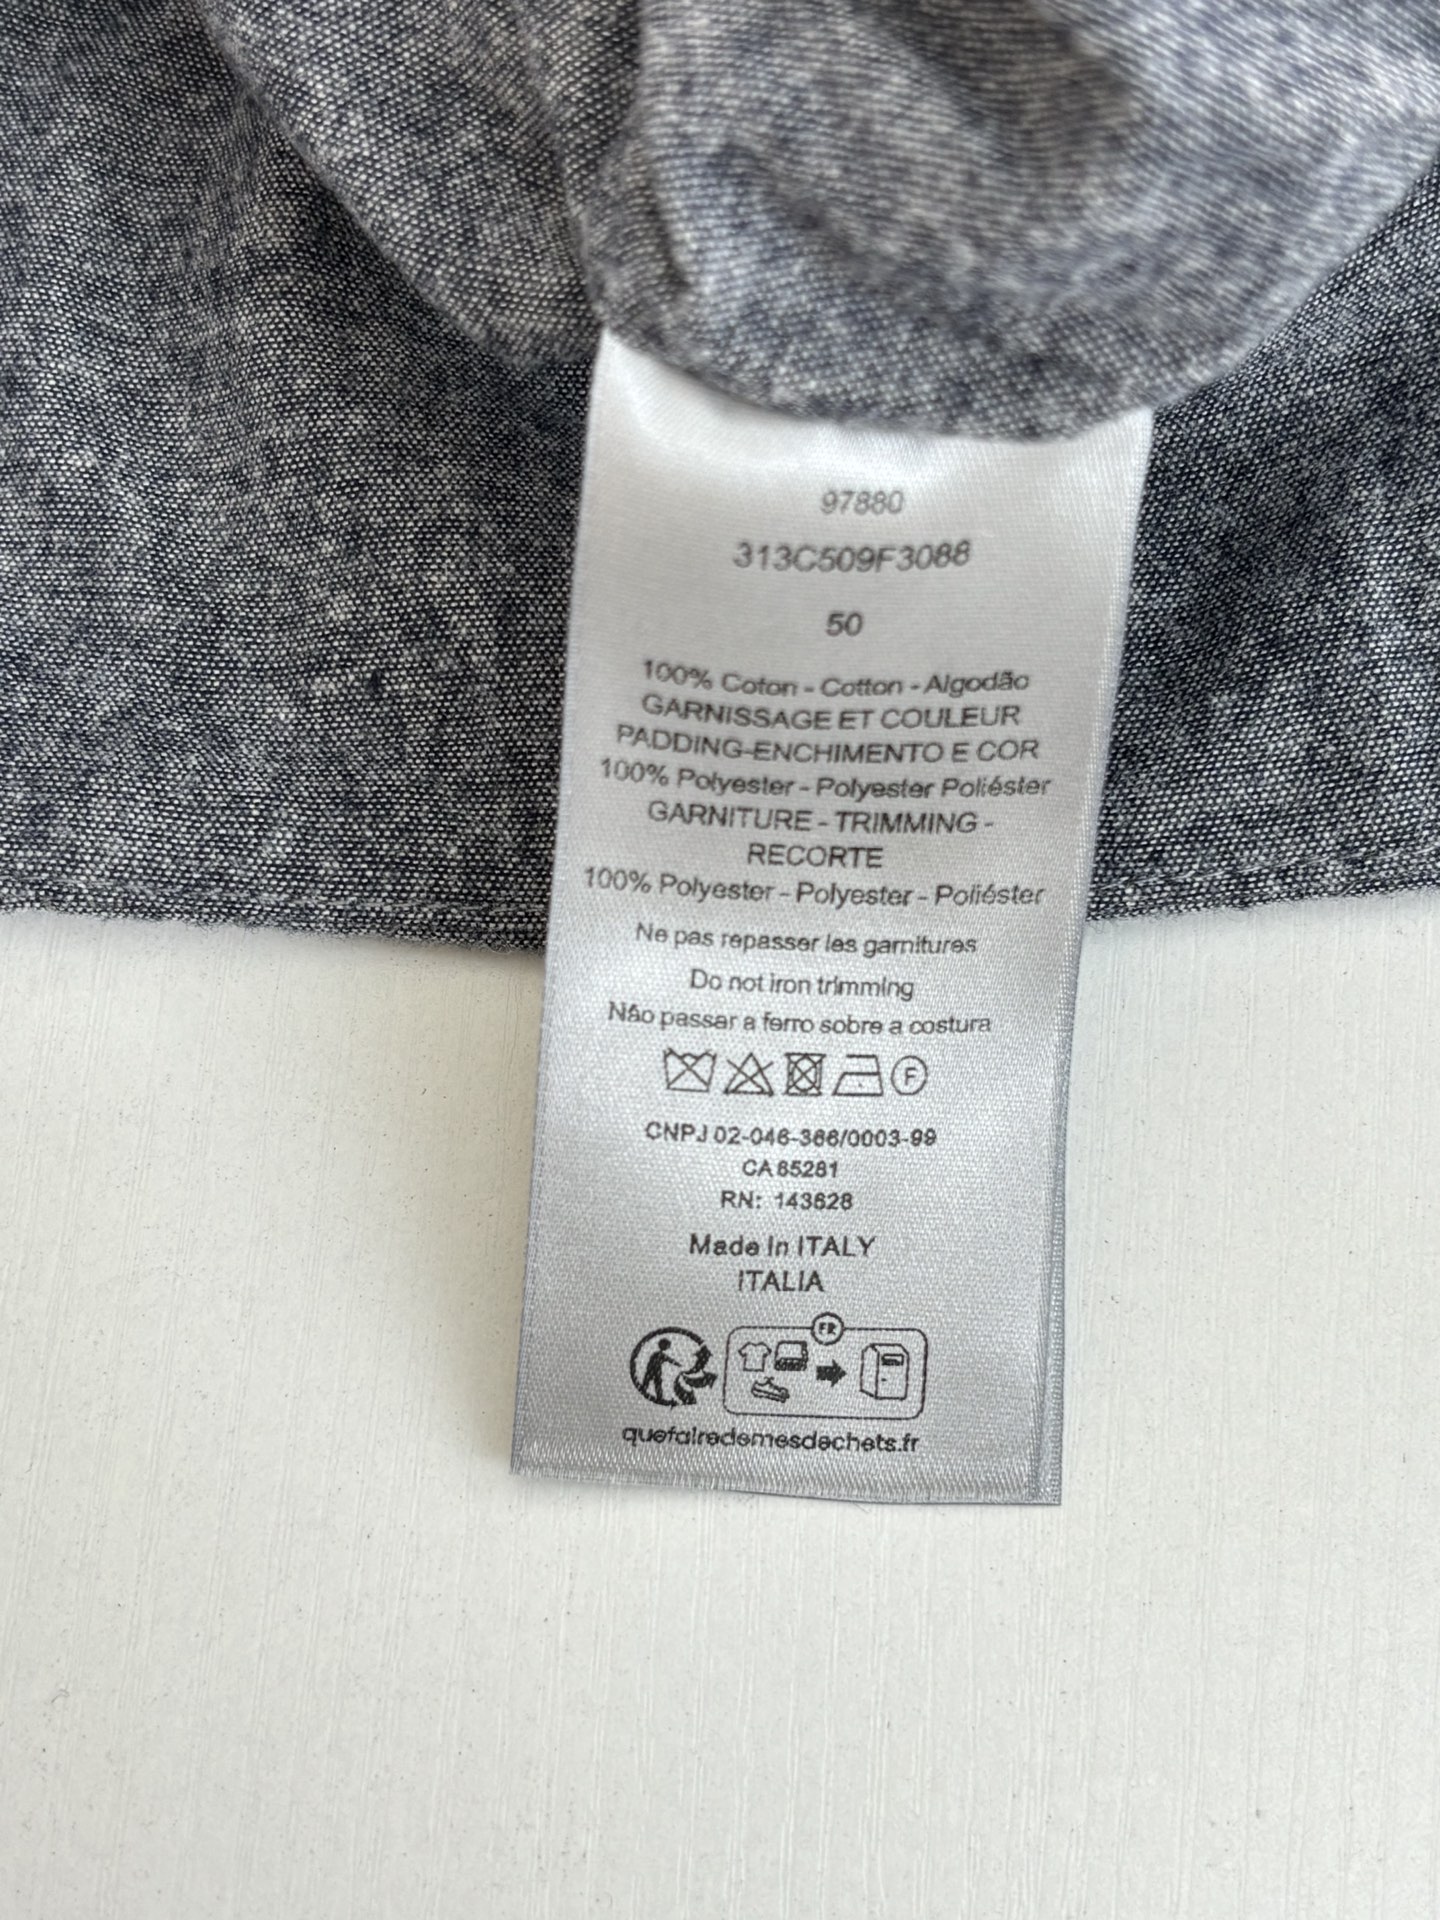 97880
313C509F3088
50
100% Coton - Cotton - Algodão
GARNISSAGE ET COULEUR
PADDING-ENCHIMENTO E COR
100% Polyester - Polyester Poliéster
GARNITURE - TRIMMING -
RECORTE
100% Polyester - Polyester - Poliéster
Ne pas repasser les garnitures
Do not iron trimming
Não passar a ferro sobre a costura
F
CNPJ 02-046-366/0003-99
CA 65281
RN: 143628
Made in ITALY
ITALIA
FR
quefairedemesdechets.fr